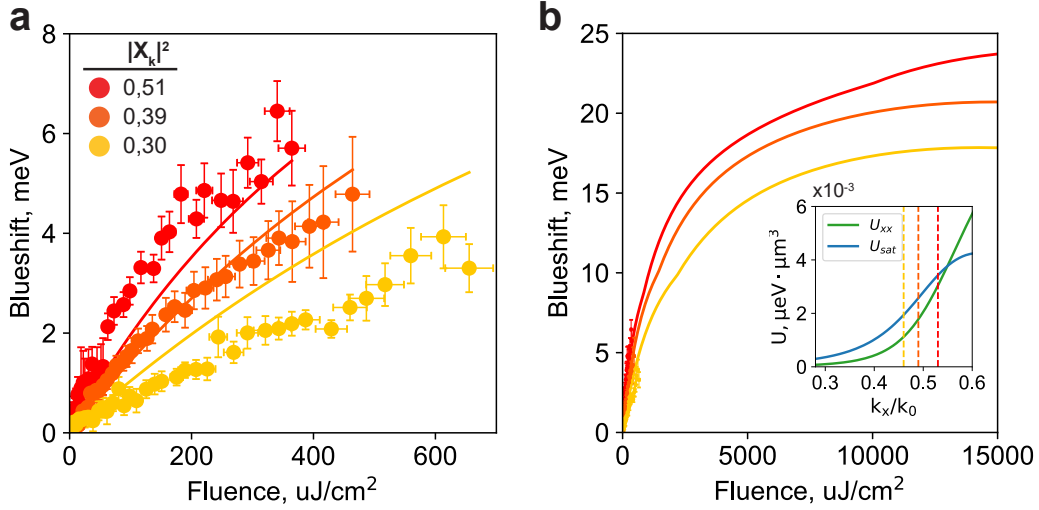 a
|X_k|²
0,51
0,39
0,30
8
6
4
2
0
Blueshift, meV
0
200
400
600
Fluence, uJ/cm²
b
25
20
15
10
5
0
Blueshift, meV
0
5000
10000
15000
Fluence, uJ/cm²
x10⁻³
U_xx
U_sat
6
4
2
0
U, μeV · μm³
0.3
0.4
0.5
0.6
k_x/k_0